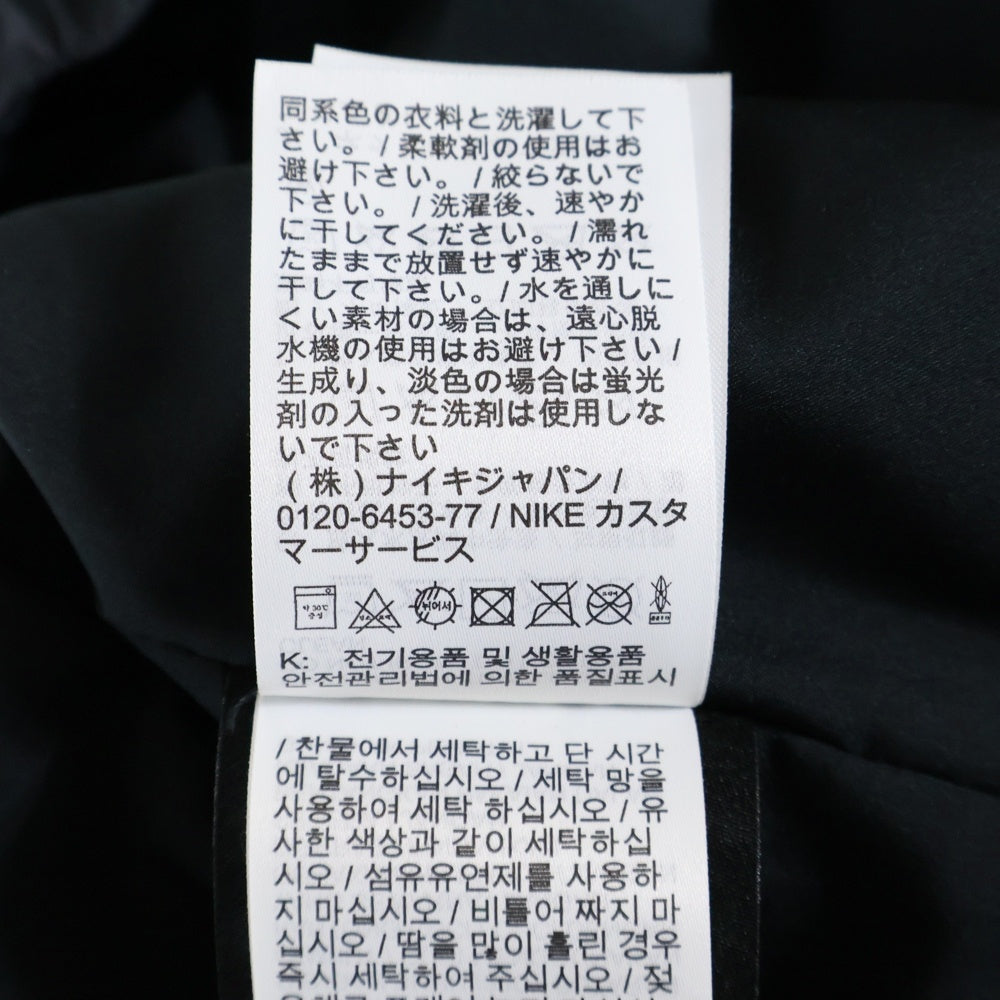 同系色の衣料と洗濯して下
さい。/ 柔軟剤の使用はお
避け下さい。/ 絞らないで
下さい。/ 洗濯後、速やか
に干してください。/ 濡れ
たままで放置せず速やかに
干して下さい。/ 水を通しに
くい素材の場合は、遠心脱
水機の使用はお避け下さい /
生成り、淡色の場合は蛍光
剤の入った洗剤は使用しな
いで下さい
(株)ナイキジャパン /
0120-6453-77 / NIKE カスタ
マーサービス
약 30℃ 중성
뉘어서
K: 전기용품 및 생활용품
안전관리법에 의한 품질표시
/ 찬물에서 세탁하고 단 시간
에 탈수하십시오 / 세탁 망을
사용하여 세탁 하십시오 / 유
사한 색상과 같이 세탁하십
시오 / 섬유유연제를 사용하
지 마십시오 / 비틀어 짜지 마
십시오 / 땀을 많이 흘린 경우
즉시 세탁하여 주십시오 / 젖